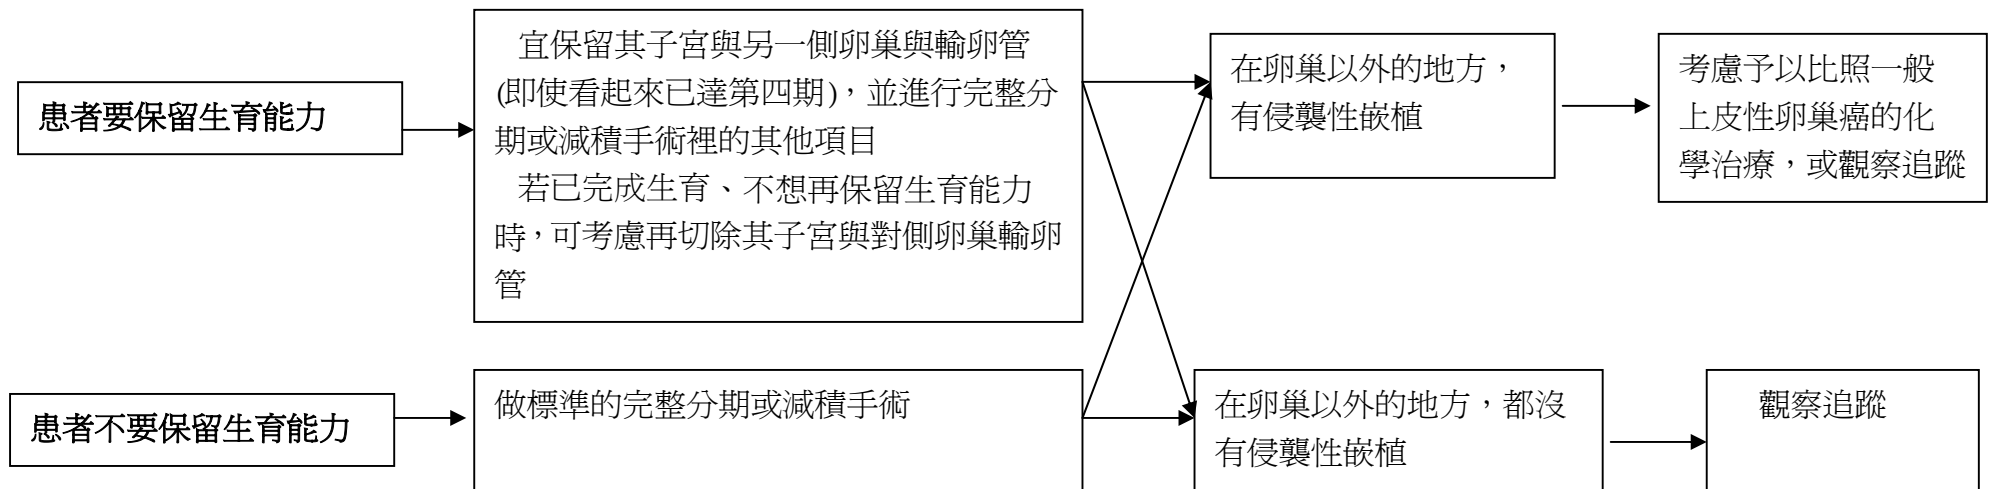 患者要保留生育能力
宜保留其子宮與另一側卵巢與輸卵管
(即使看起來已達第四期)，並進行完整分
期或減積手術裡的其他項目
若已完成生育、不想再保留生育能力
時，可考慮再切除其子宮與對側卵巢輸卵
管
在卵巢以外的地方，
有侵襲性嵌植
考慮予以比照一般
上皮性卵巢癌的化
學治療，或觀察追蹤
患者不要保留生育能力
做標準的完整分期或減積手術
在卵巢以外的地方，都沒
有侵襲性嵌植
觀察追蹤